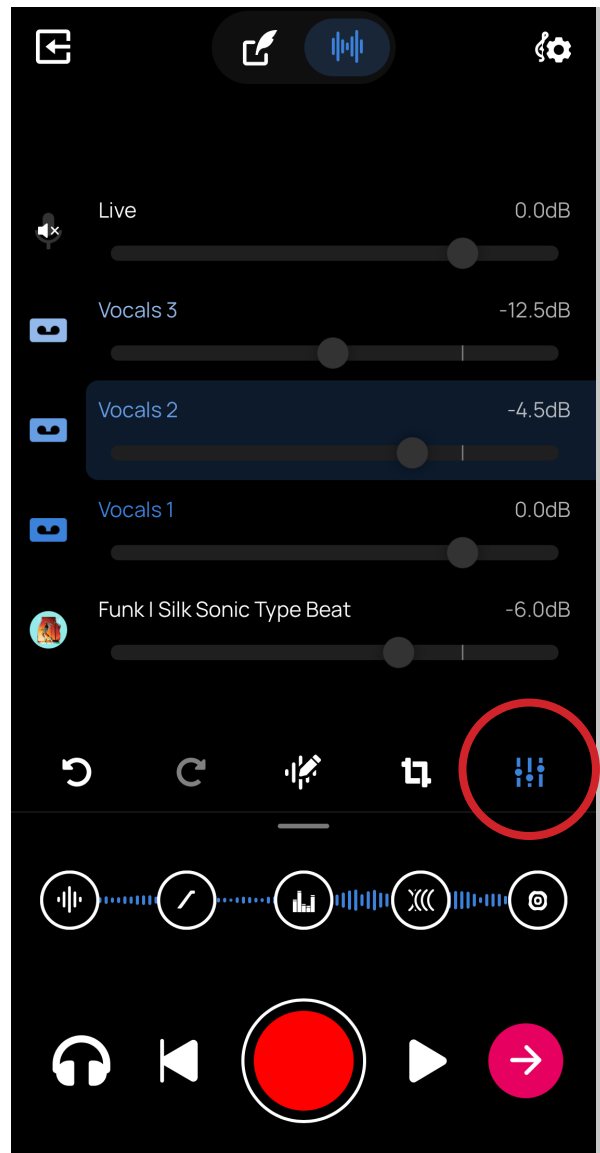 Live 0.0dB
Vocals 3 -12.5dB
Vocals 2 -4.5dB
Vocals 1 0.0dB
Funk | Silk Sonic Type Beat -6.0dB